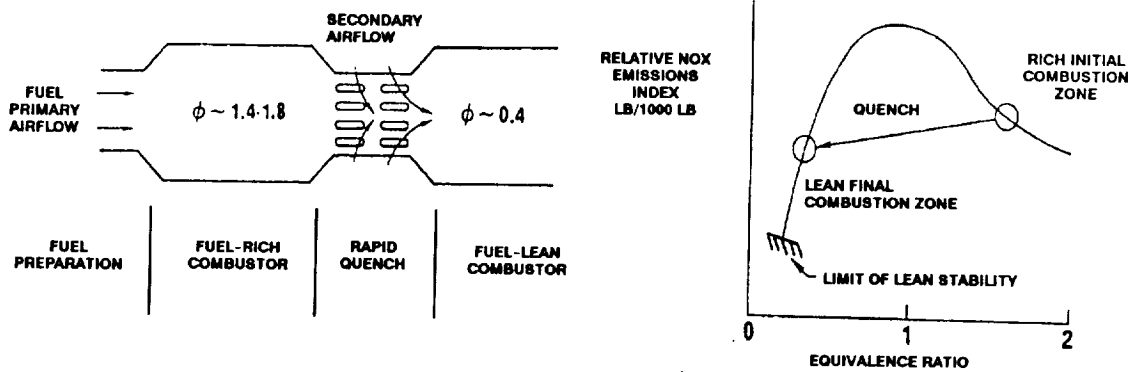 SECONDARY
AIRFLOW
FUEL
PRIMARY
AIRFLOW
ϕ ~ 1.4-1.8
ϕ ~ 0.4
FUEL
PREPARATION
FUEL-RICH
COMBUSTOR
RAPID
QUENCH
FUEL-LEAN
COMBUSTOR
RELATIVE NOX
EMISSIONS
INDEX
LB/1000 LB
RICH INITIAL
COMBUSTION
ZONE
QUENCH
LEAN FINAL
COMBUSTION ZONE
LIMIT OF LEAN STABILITY
0
1
2
EQUIVALENCE RATIO